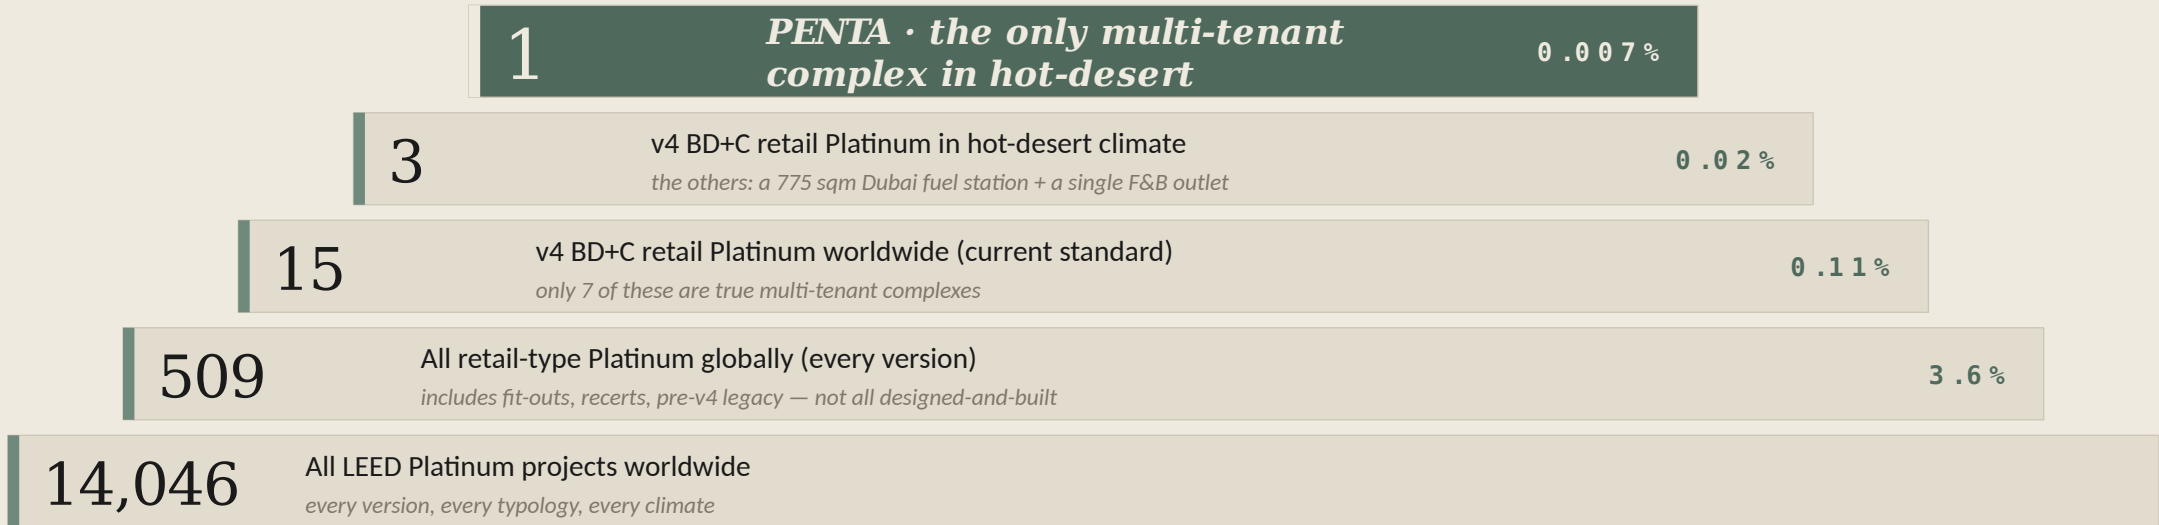 1
PENTA · the only multi-tenant
complex in hot-desert
0.007%
3
v4 BD+C retail Platinum in hot-desert climate
the others: a 775 sqm Dubai fuel station + a single F&B outlet
0.02%
15
v4 BD+C retail Platinum worldwide (current standard)
only 7 of these are true multi-tenant complexes
0.11%
509
All retail-type Platinum globally (every version)
includes fit-outs, recerts, pre-v4 legacy — not all designed-and-built
3.6%
14,046
All LEED Platinum projects worldwide
every version, every typology, every climate